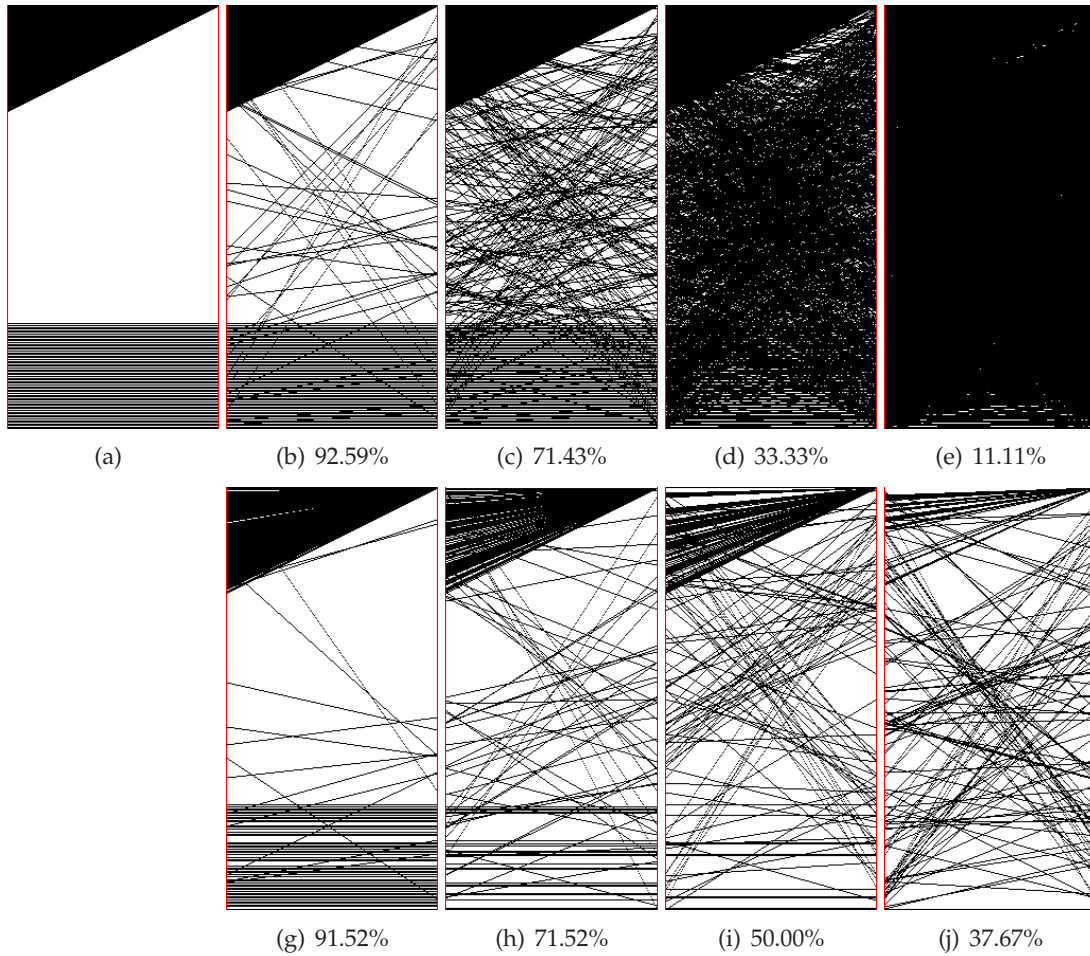 (a)
(b) 92.59%
(c) 71.43%
(d) 33.33%
(e) 11.11%
(g) 91.52%
(h) 71.52%
(i) 50.00%
(j) 37.67%